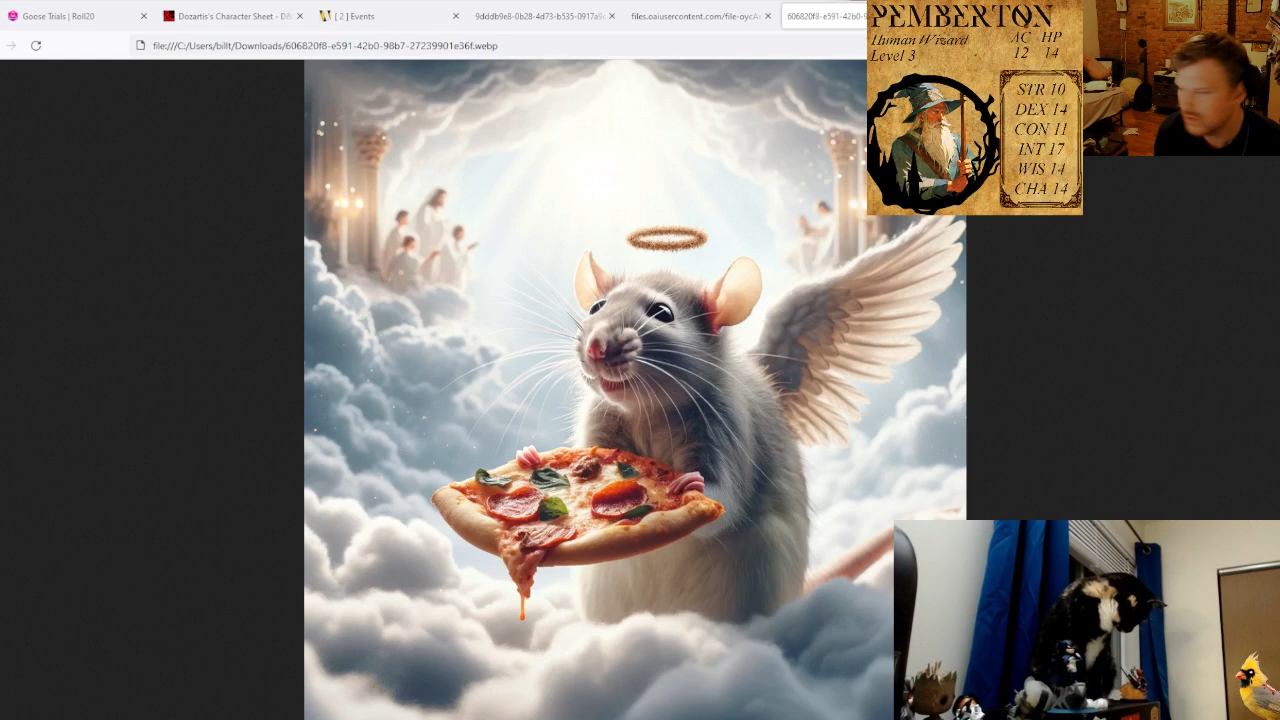 Goose Trials | Roll20
Dozartis's Character Sheet - D&
[ 2 ] Events
9dddb9e8-0b28-4d73-b535-0917a9
files.oaiusercontent.com/file-oycA
606820f8-e591-42b0-9
file:///C:/Users/billt/Downloads/606820f8-e591-42b0-98b7-27239901e36f.webp
PEMBERTON
Human Wizard
Level 3
AC HP
12 14
STR 10
DEX 14
CON 11
INT 17
WIS 14
CHA 14